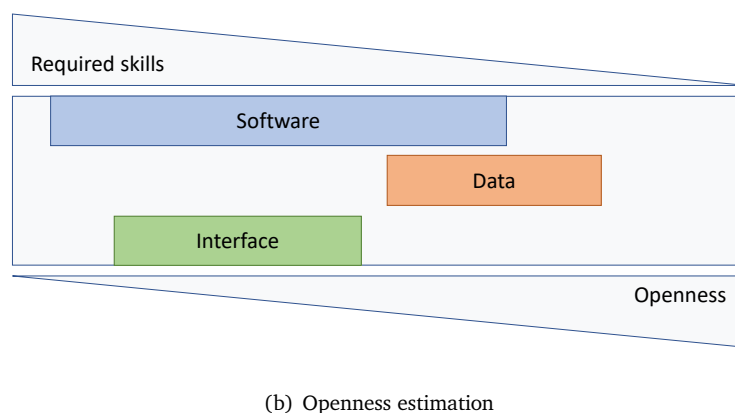 Required skills
Software
Data
Interface
Openness
(b) Openness estimation